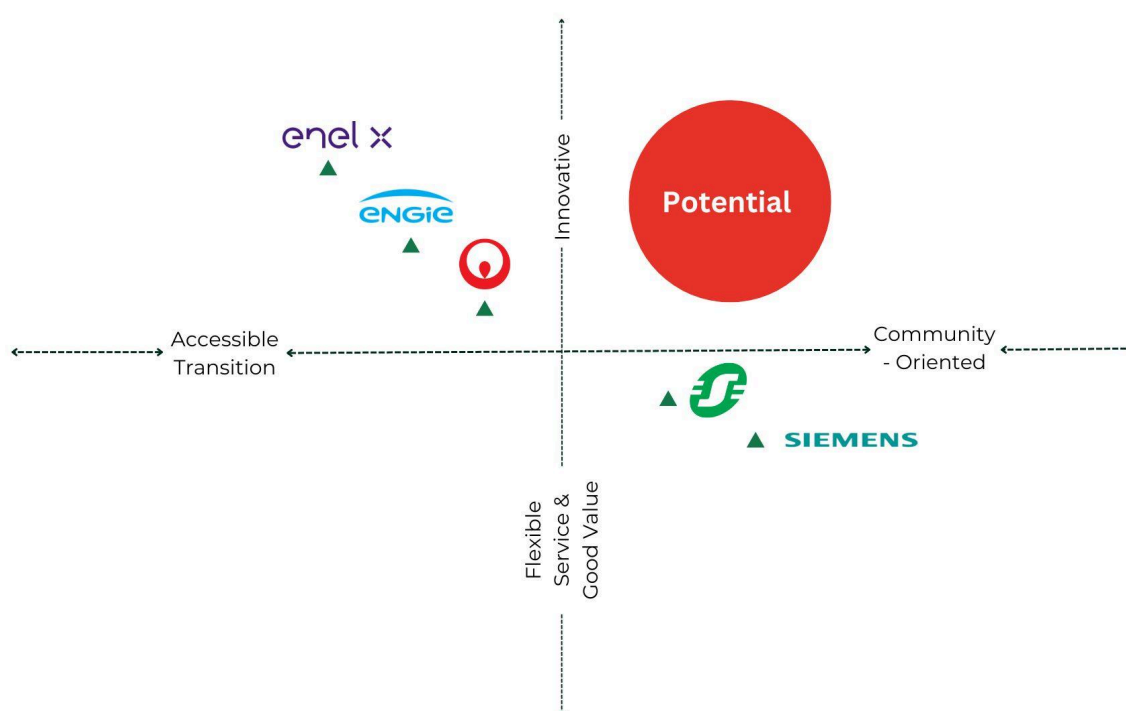 enel x
ENGIE
Innovative
Potential
Accessible
Transition
Community
- Oriented
SIEMENS
Flexible
Service &
Good Value